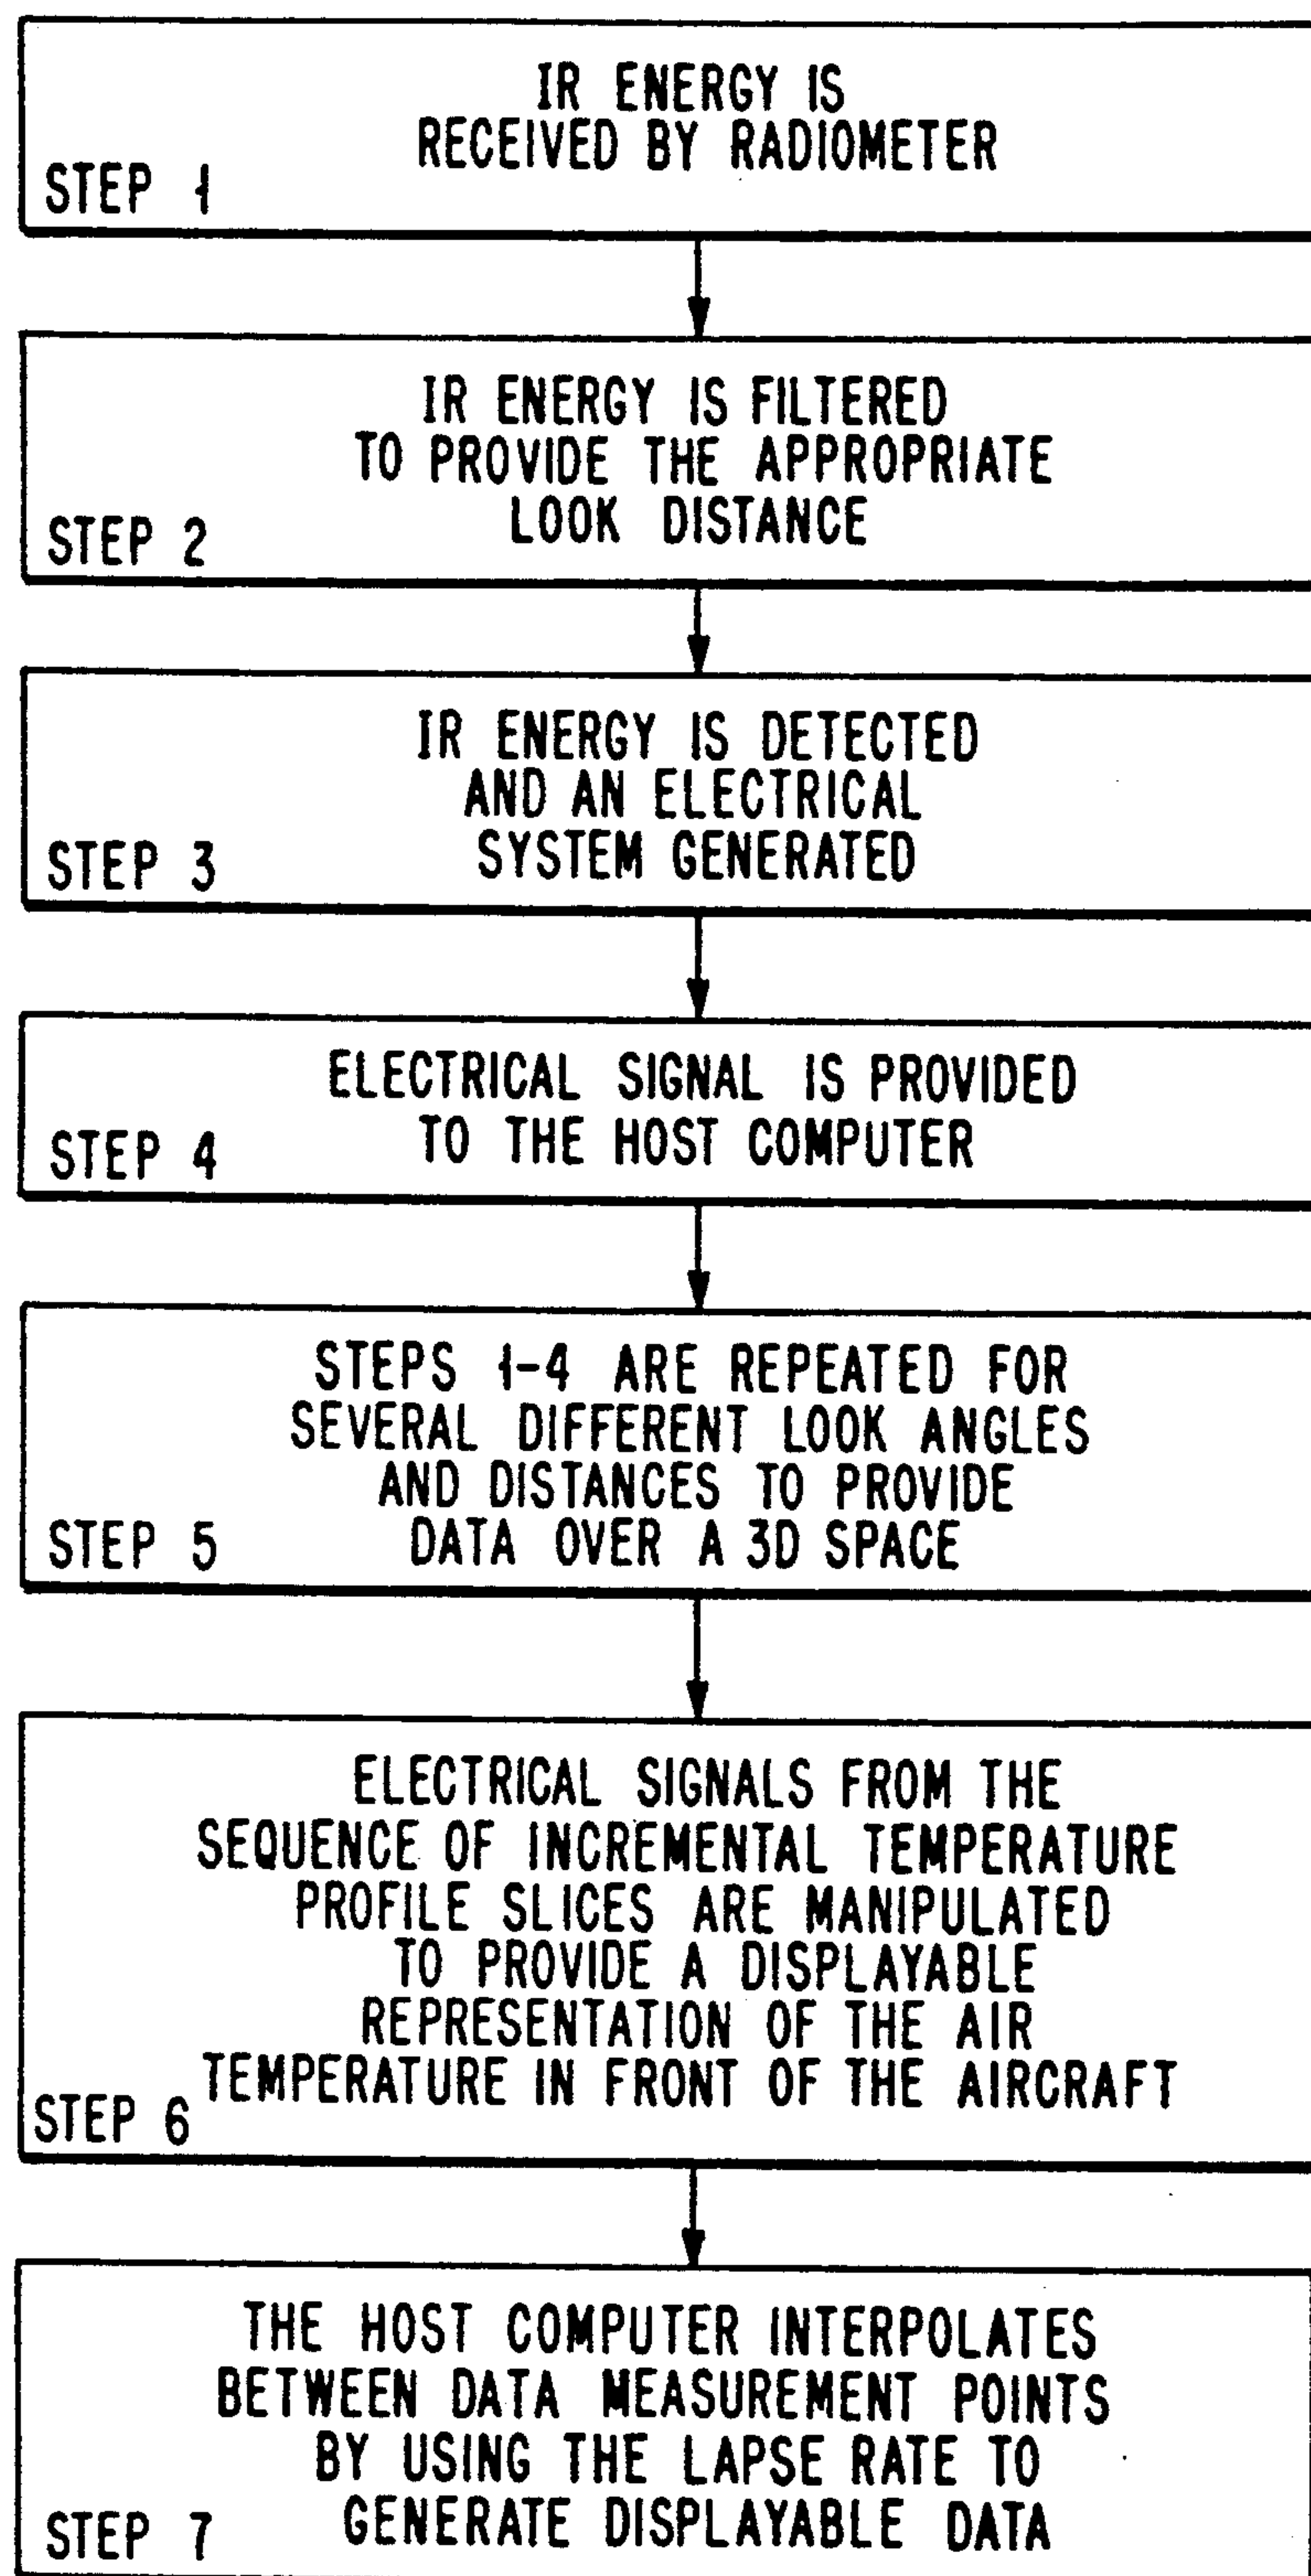 IR ENERGY IS
RECEIVED BY RADIOMETER
STEP 1
IR ENERGY IS FILTERED
TO PROVIDE THE APPROPRIATE
LOOK DISTANCE
STEP 2
IR ENERGY IS DETECTED
AND AN ELECTRICAL
SYSTEM GENERATED
STEP 3
ELECTRICAL SIGNAL IS PROVIDED
TO THE HOST COMPUTER
STEP 4
STEPS 1-4 ARE REPEATED FOR
SEVERAL DIFFERENT LOOK ANGLES
AND DISTANCES TO PROVIDE
DATA OVER A 3D SPACE
STEP 5
ELECTRICAL SIGNALS FROM THE
SEQUENCE OF INCREMENTAL TEMPERATURE
PROFILE SLICES ARE MANIPULATED
TO PROVIDE A DISPLAYABLE
REPRESENTATION OF THE AIR
TEMPERATURE IN FRONT OF THE AIRCRAFT
STEP 6
THE HOST COMPUTER INTERPOLATES
BETWEEN DATA MEASUREMENT POINTS
BY USING THE LAPSE RATE TO
GENERATE DISPLAYABLE DATA
STEP 7